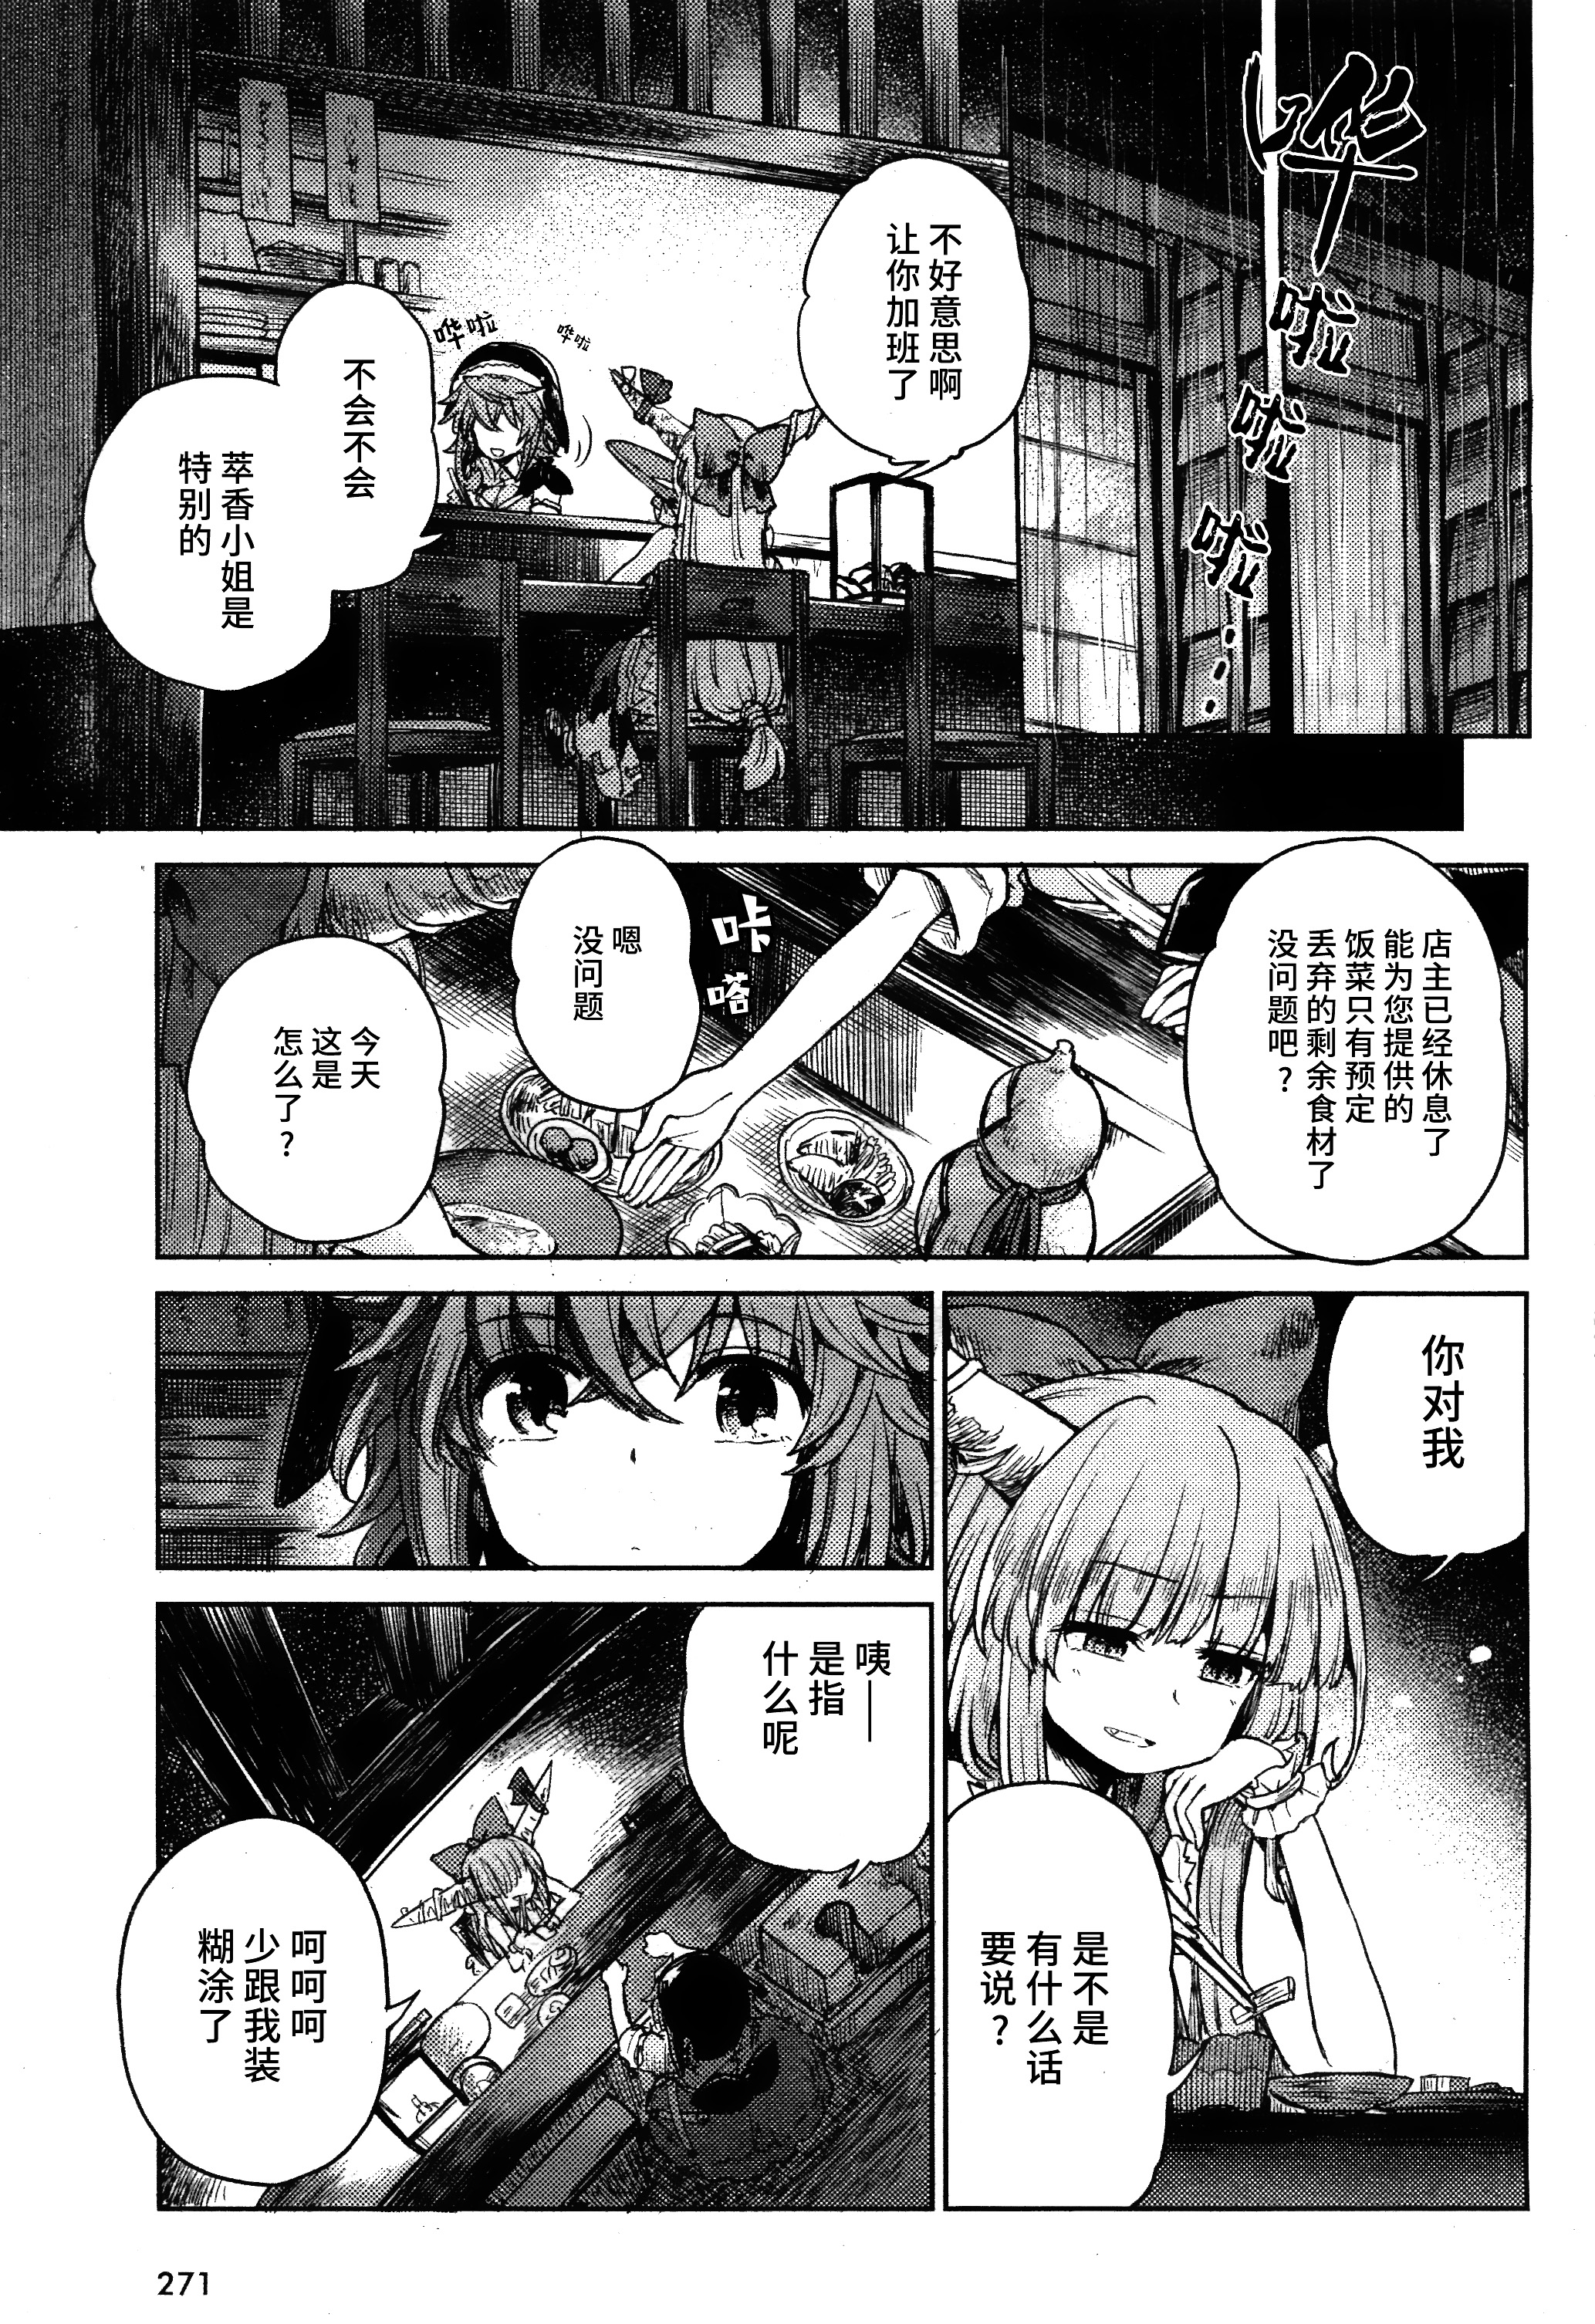 哗
啦
啦
啦
不好意思啊
让你加班了
哗啦
哗啦
不会不会
萃香小姐是
特别的
店主已经休息了
能为您提供的
饭菜只有预定
丢弃的剩余食材了
没问题吧?
咔
嗒
嗯
没问题
今天
这是
怎么了?
你对我
是不是
有什么话
要说?
咦——
是指
什么呢
呵呵呵
少跟我装
糊涂了
271